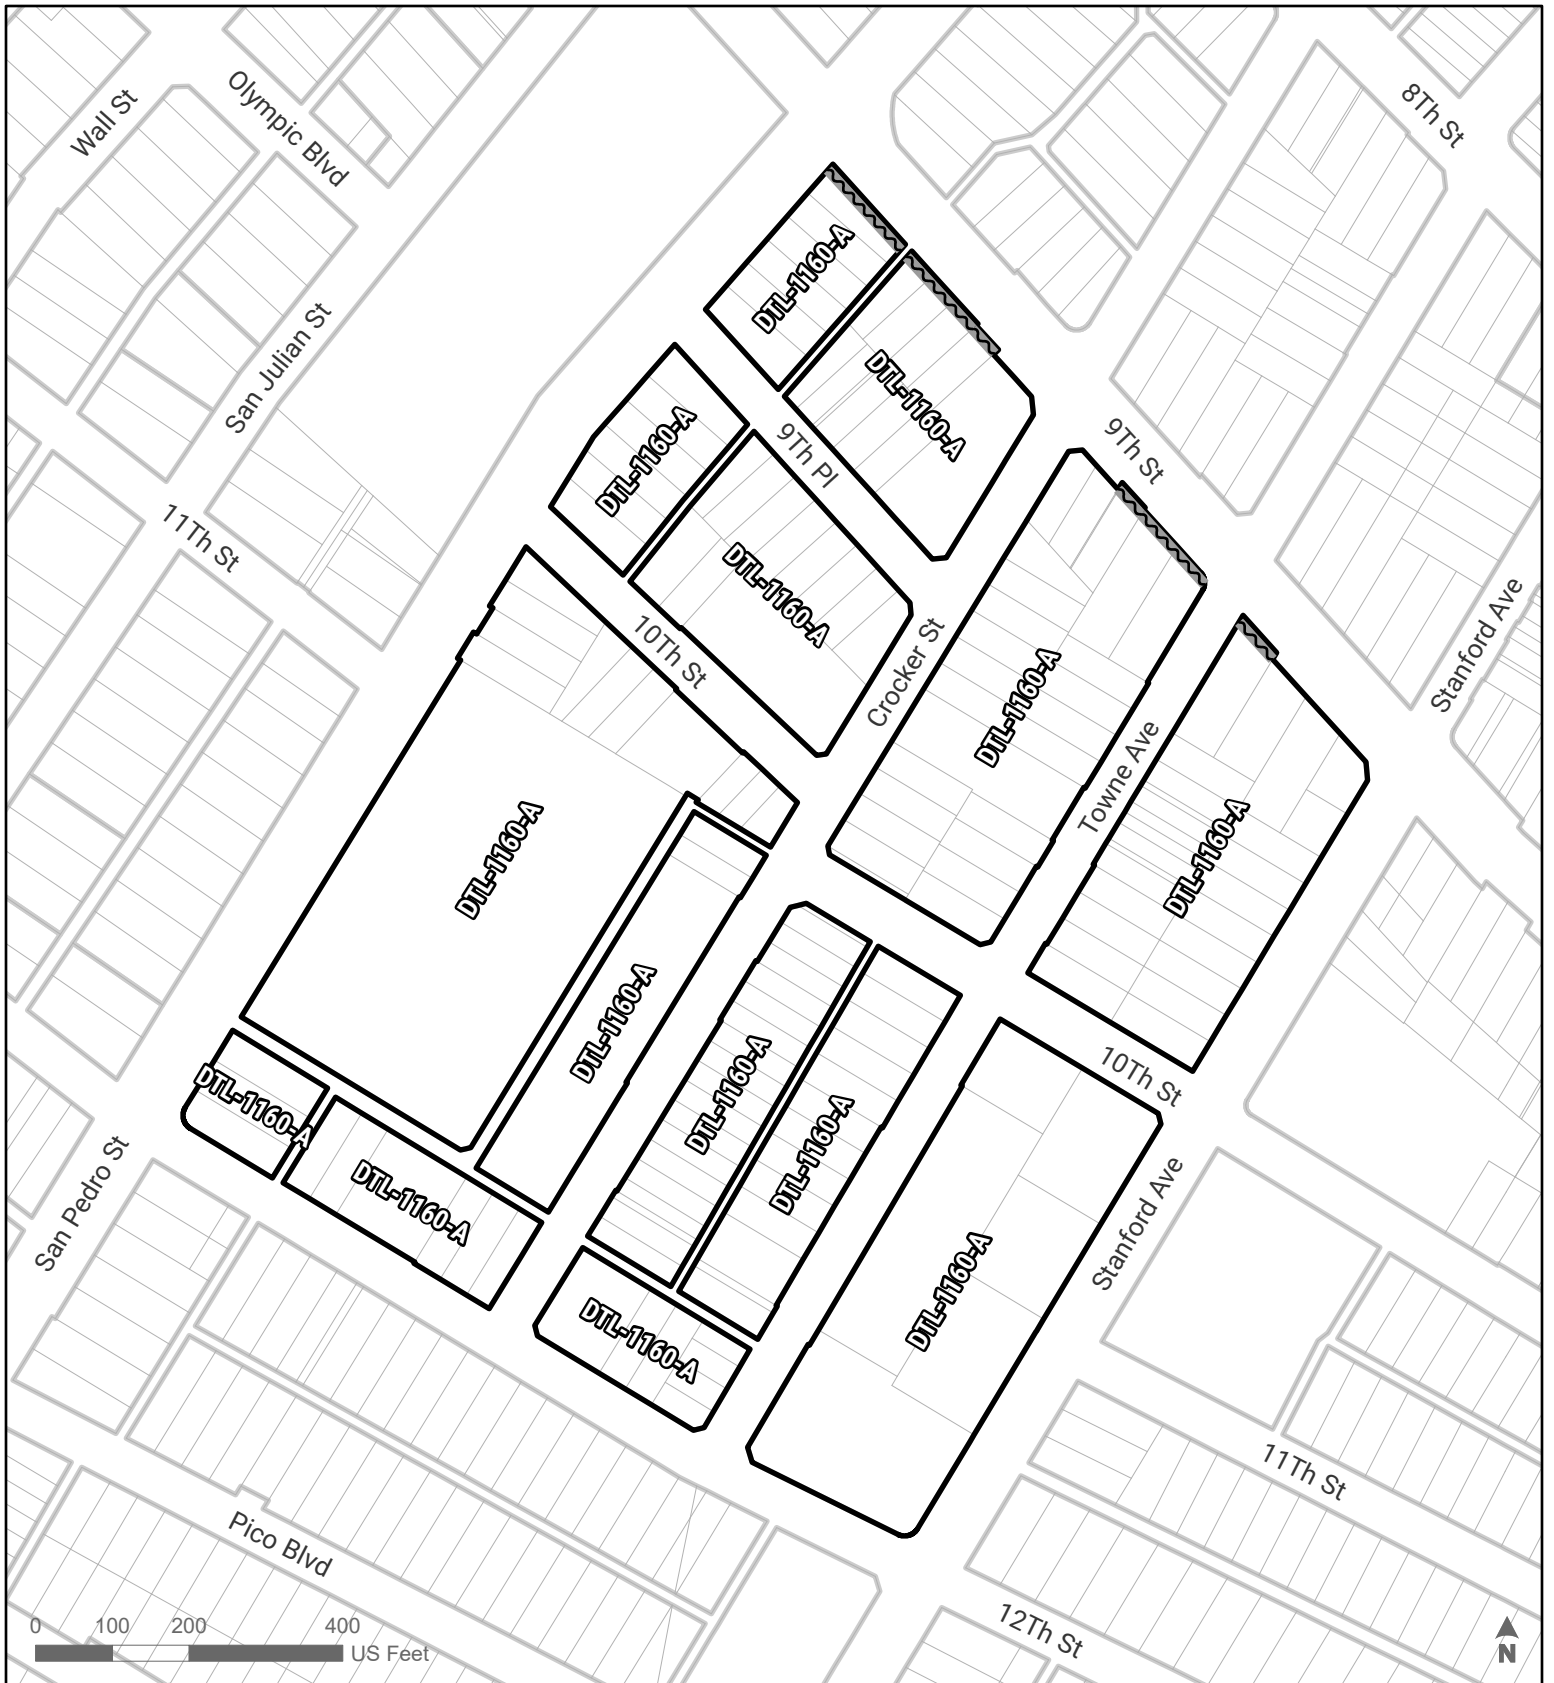 Wall St
Olympic Blvd
8Th St
San Julian St
DTL-1160-A
DTL-1160-A
DTL-1160-A
9Th Pl
9Th St
11Th St
DTL-1160-A
10Th St
Crocker St
Stanford Ave
DTL-1160-A
Towne Ave
DTL-1160-A
DTL-1160-A
DTL-1160-A
DTL-1160-A
DTL-1160-A
10Th St
DTL-1160-A
DTL-1160-A
San Pedro St
DTL-1160-A
Stanford Ave
DTL-1160-A
DTL-1160-A
11Th St
Pico Blvd
12Th St
0 100 200 400
US Feet
N